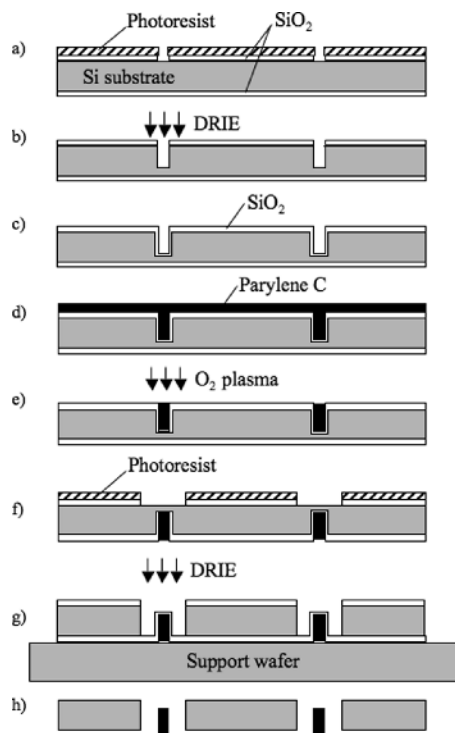 Photoresist
SiO₂
a)
Si substrate
b)
DRIE
c)
SiO₂
Parylene C
d)
O₂ plasma
e)
Photoresist
f)
DRIE
g)
Support wafer
h)